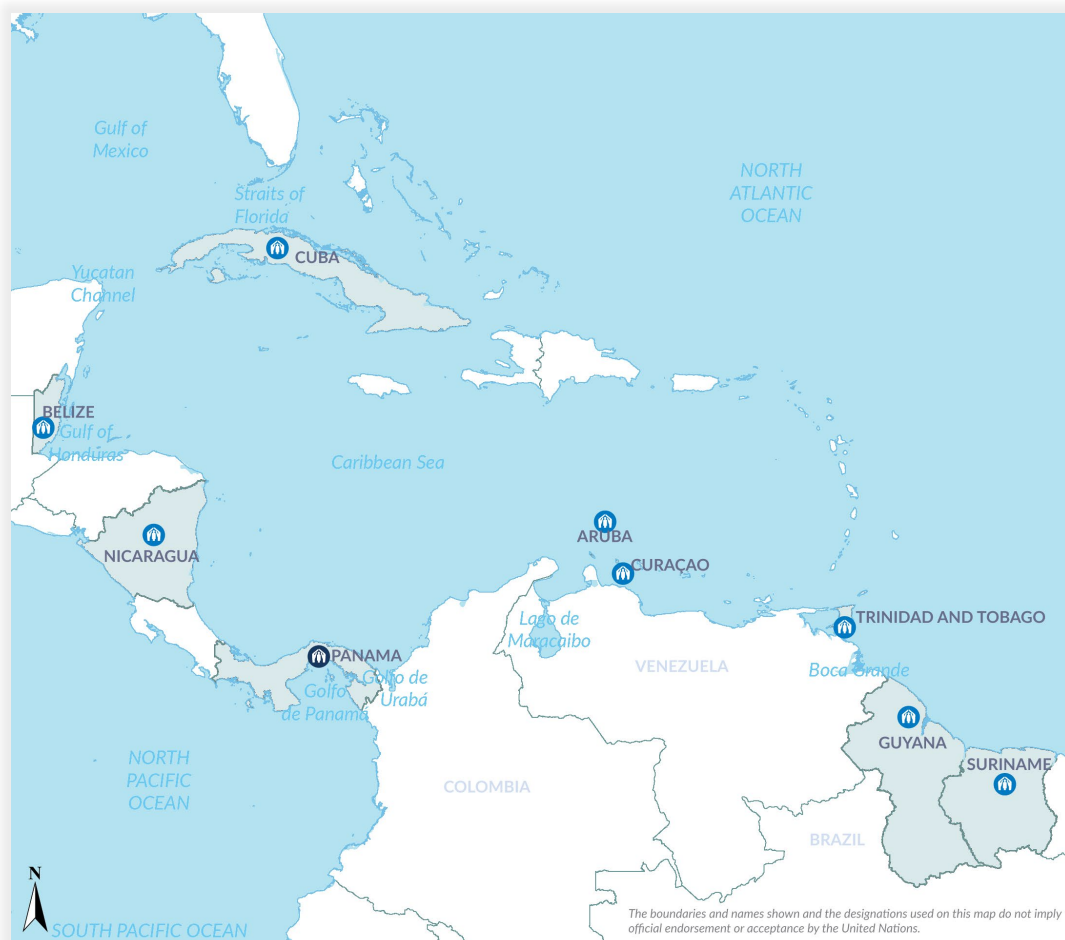 Gulf of
Mexico
NORTH
ATLANTIC
OCEAN
Straits of
Florida
CUBA
Yucatan
Channel
BELIZE
Gulf of
Honduras
Caribbean Sea
ARUBA
NICARAGUA
CURAÇAO
Lago de
Maracaibo
TRINIDAD AND TOBAGO
PANAMA
VENEZUELA
Boca Grande
Golfo de
Urabá
Golfo
de Panamá
GUYANA
NORTH
PACIFIC
OCEAN
SURINAME
COLOMBIA
BRAZIL
N
The boundaries and names shown and the designations used on this map do not imply
official endorsement or acceptance by the United Nations.
SOUTH PACIFIC OCEAN